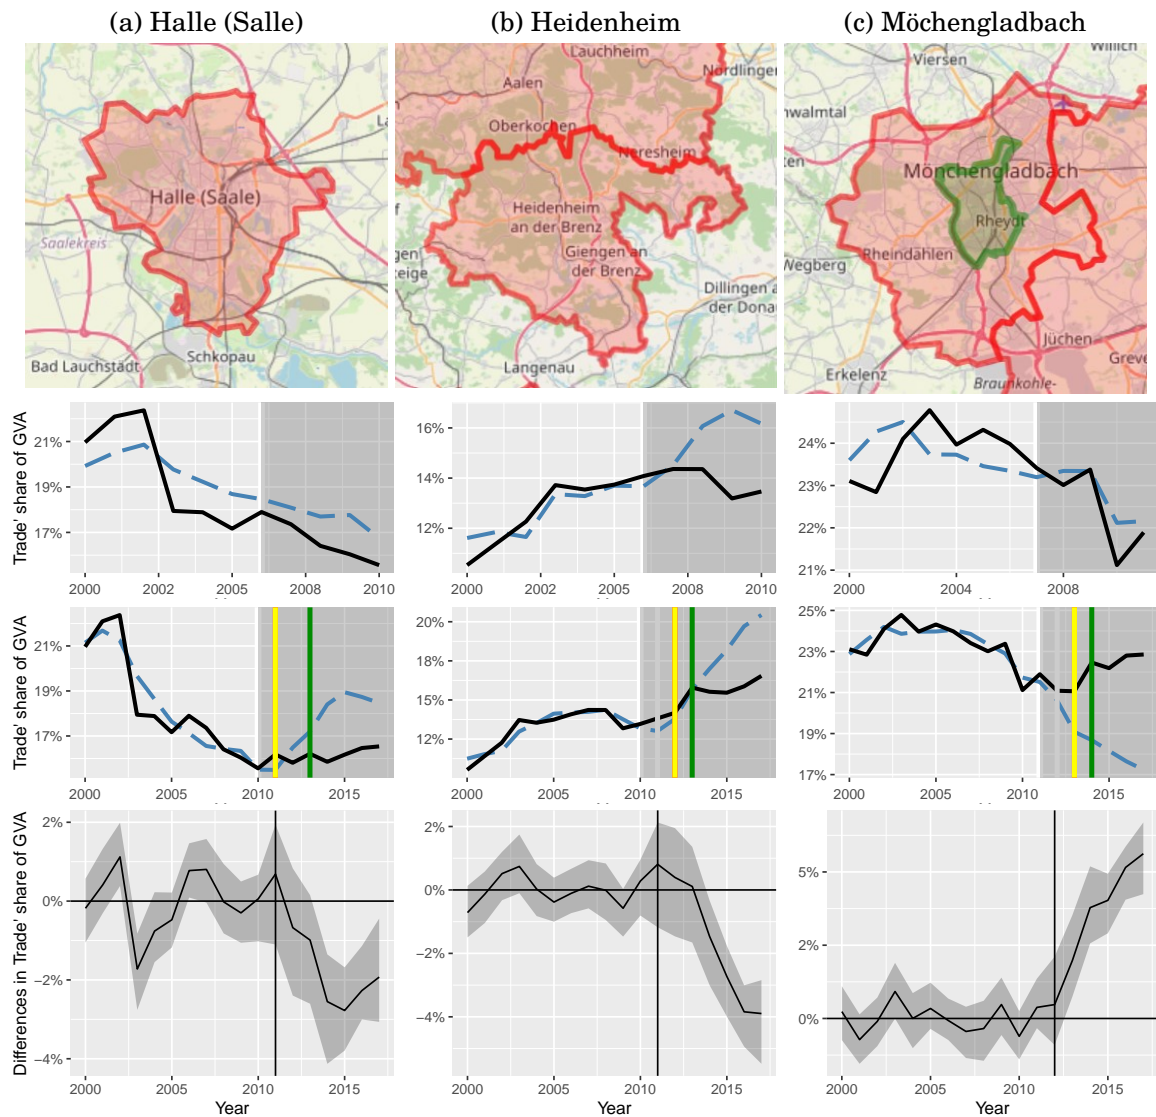 (a) Halle (Salle)
(b) Heidenheim
(c) Möchengladbach
Halle (Saale)
Saalekreis
Bad Lauchstädt
Schkopau
Lauchheim
Aalen
Nördlinger
Oberkochen
Neresheim
Heidenheim
an der Brenz
Giengen an
der Brenz
Dillingen a
der Dona
Langenau
Willich
Viersen
hwalmtal
Mönchengladbach
Rheydt
Rheindahlen
Wegberg
Jüchen
Greve
Erkelenz
Braunkohle-
Trade' share of GVA
21%
19%
17%
2000
2002
2005
2008
2010
16%
14%
12%
2000
2002
2005
2008
2010
24%
23%
22%
21%
2000
2004
2008
Trade' share of GVA
21%
19%
17%
2000
2005
2010
2015
20%
18%
15%
12%
2000
2005
2010
2015
25%
23%
21%
19%
17%
2000
2005
2010
2015
Differences in Trade' share of GVA
2%
0%
−2%
−4%
2000
2005
2010
2015
Year
2%
0%
−2%
−4%
2000
2005
2010
2015
Year
5%
2%
0%
2000
2005
2010
2015
Year